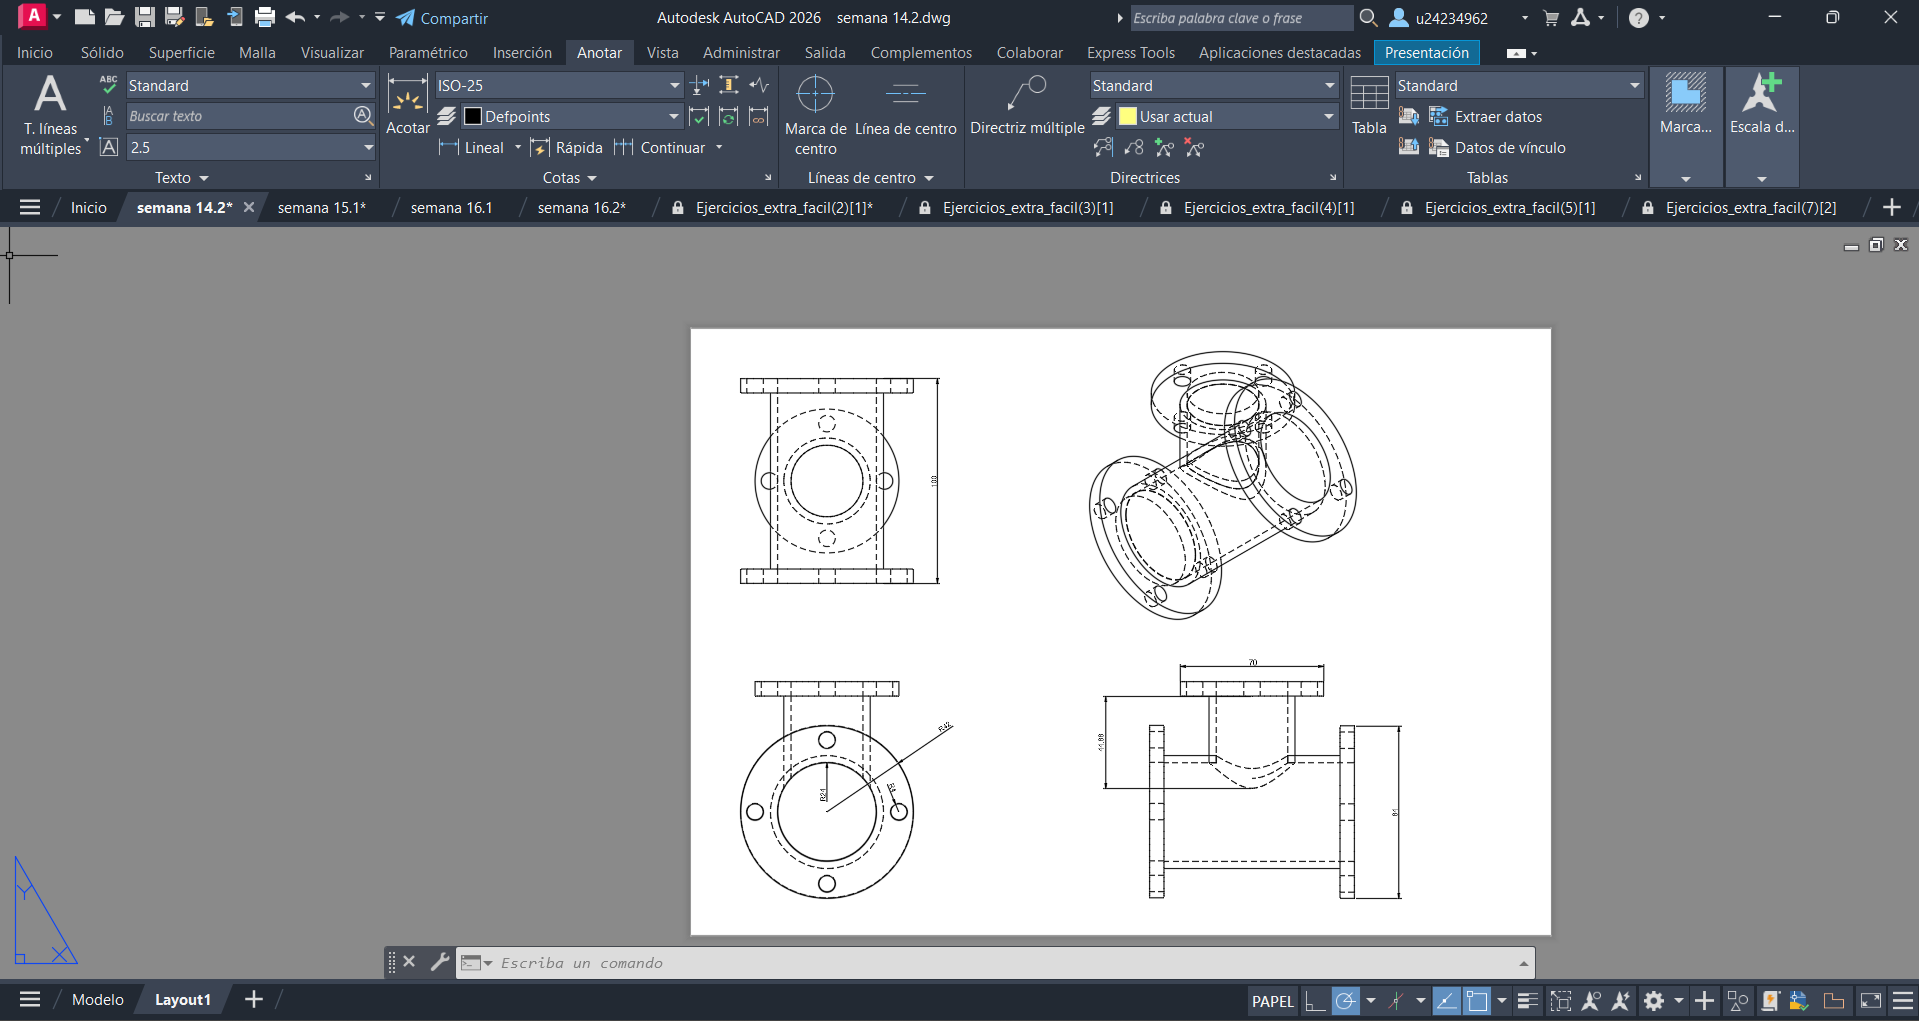 A
Compartir
Autodesk AutoCAD 2026 semana 14.2.dwg
Escriba palabra clave o frase
u24234962
?
Inicio Sólido Superficie Malla Visualizar Paramétrico Inserción Anotar Vista Administrar Salida Complementos Colaborar Express Tools Aplicaciones destacadas Presentación
A
T. líneas
múltiples
ABC
Standard
Buscar texto
2.5
Texto
Acotar
ISO-25
Defpoints
Lineal Rápida Continuar
Cotas
Marca de
centro
Línea de centro
Líneas de centro
Directriz múltiple
Standard
Usar actual
Directrices
Tabla
Standard
Extraer datos
Datos de vínculo
Tablas
Marca...
Escala d...
Inicio semana 14.2* semana 15.1* semana 16.1 semana 16.2* Ejercicios_extra_facil(2)[1]* Ejercicios_extra_facil(3)[1] Ejercicios_extra_facil(4)[1] Ejercicios_extra_facil(5)[1] Ejercicios_extra_facil(7)[2]
100
70
R42
R24
R4
84
Y
X
Escriba un comando
Modelo Layout1
PAPEL